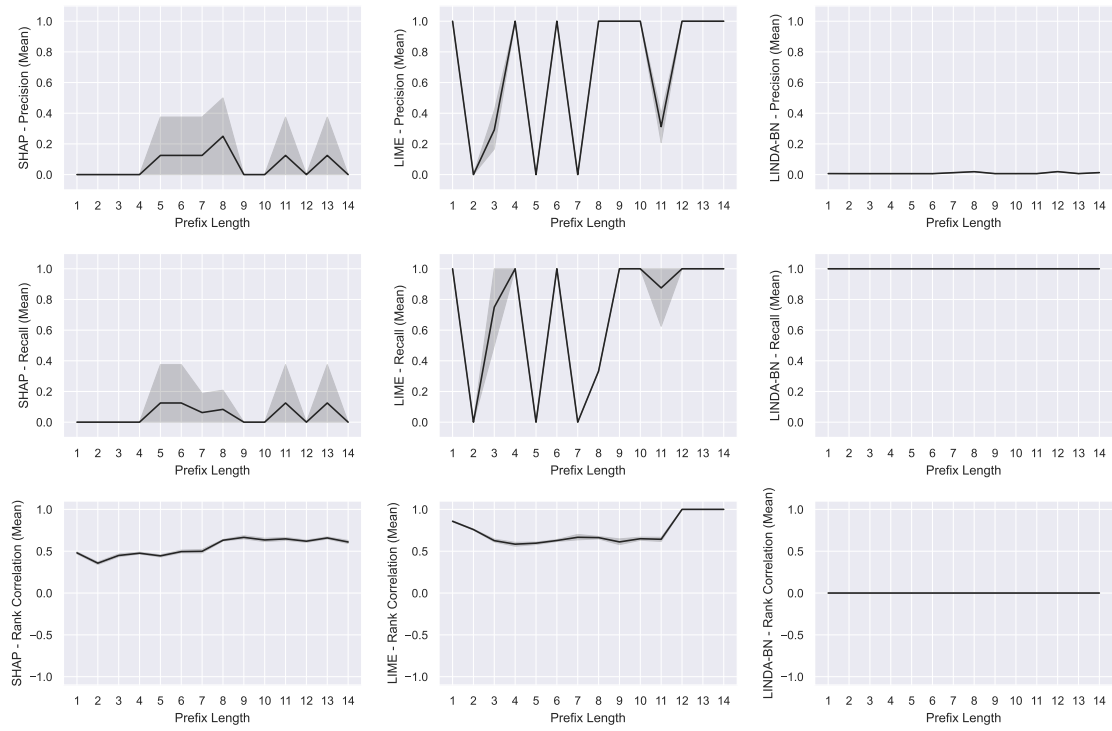 SHAP - Precision (Mean)
1.0
0.8
0.6
0.4
0.2
0.0
1 2 3 4 5 6 7 8 9 10 11 12 13 14
Prefix Length
LIME - Precision (Mean)
1.0
0.8
0.6
0.4
0.2
0.0
1 2 3 4 5 6 7 8 9 10 11 12 13 14
Prefix Length
LINDA-BN - Precision (Mean)
1.0
0.8
0.6
0.4
0.2
0.0
1 2 3 4 5 6 7 8 9 10 11 12 13 14
Prefix Length
SHAP - Recall (Mean)
1.0
0.8
0.6
0.4
0.2
0.0
1 2 3 4 5 6 7 8 9 10 11 12 13 14
Prefix Length
LIME - Recall (Mean)
1.0
0.8
0.6
0.4
0.2
0.0
1 2 3 4 5 6 7 8 9 10 11 12 13 14
Prefix Length
LINDA-BN - Recall (Mean)
1.0
0.8
0.6
0.4
0.2
0.0
1 2 3 4 5 6 7 8 9 10 11 12 13 14
Prefix Length
SHAP - Rank Correlation (Mean)
1.0
0.5
0.0
−0.5
−1.0
1 2 3 4 5 6 7 8 9 10 11 12 13 14
Prefix Length
LIME - Rank Correlation (Mean)
1.0
0.5
0.0
−0.5
−1.0
1 2 3 4 5 6 7 8 9 10 11 12 13 14
Prefix Length
LINDA-BN - Rank Correlation (Mean)
1.0
0.5
0.0
−0.5
−1.0
1 2 3 4 5 6 7 8 9 10 11 12 13 14
Prefix Length